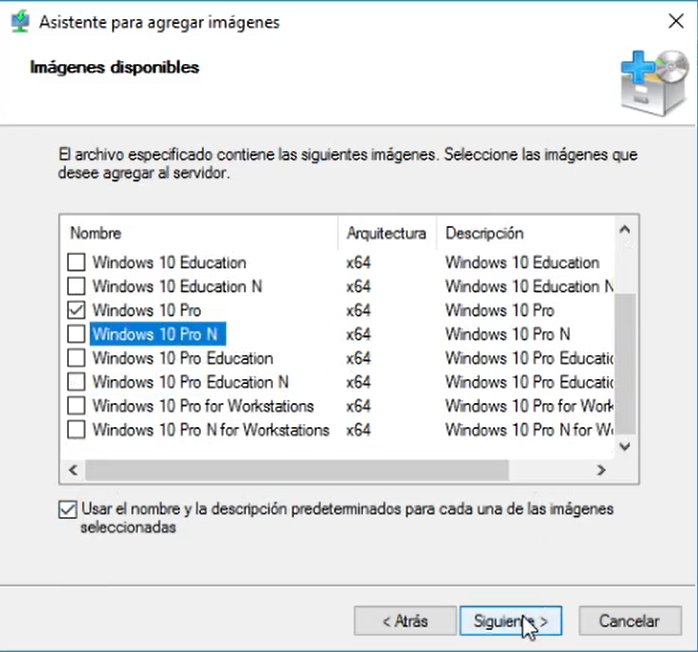 Asistente para agregar imágenes
Imágenes disponibles
El archivo especificado contiene las siguientes imágenes. Seleccione las imágenes que
desee agregar al servidor.
Nombre Arquitectura Descripción
Windows 10 Education x64 Windows 10 Education
Windows 10 Education N x64 Windows 10 Education N
Windows 10 Pro x64 Windows 10 Pro
Windows 10 Pro N x64 Windows 10 Pro N
Windows 10 Pro Education x64 Windows 10 Pro Educatic
Windows 10 Pro Education N x64 Windows 10 Pro Educatic
Windows 10 Pro for Workstations x64 Windows 10 Pro for Work
Windows 10 Pro N for Workstations x64 Windows 10 Pro N for W
Usar el nombre y la descripción predeterminados para cada una de las imágenes
seleccionadas
< Atrás Siguiente > Cancelar